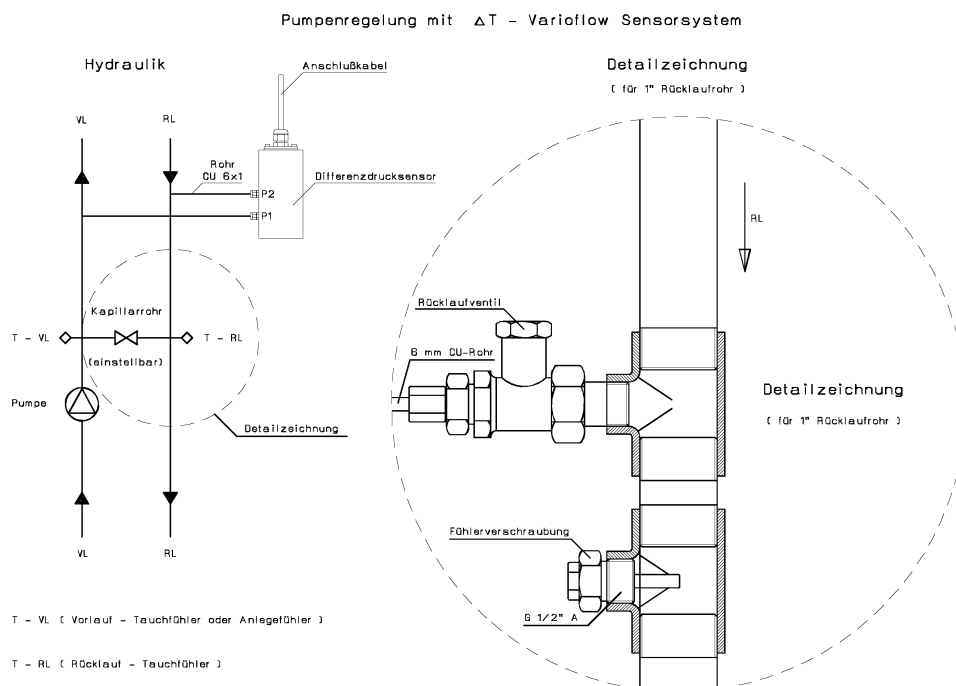 Pumpenregelung mit ΔT - Varioflow Sensorsystem
Hydraulik
Anschlußkabel
VL
RL
Rohr
CU 6x1
P2
P1
Differenzdrucksensor
Kapillarrohr
T - VL
T - RL
(einstellbar)
Pumpe
Detailzeichnung
VL
RL
T - VL ( Vorlauf - Tauchfühler oder Anlegefühler )
T - RL ( Rücklauf - Tauchfühler )
Detailzeichnung
( für 1" Rücklaufrohr )
RL
Rücklaufventil
6 mm CU-Rohr
Detailzeichnung
( für 1" Rücklaufrohr )
Fühlerverschraubung
G 1/2" A